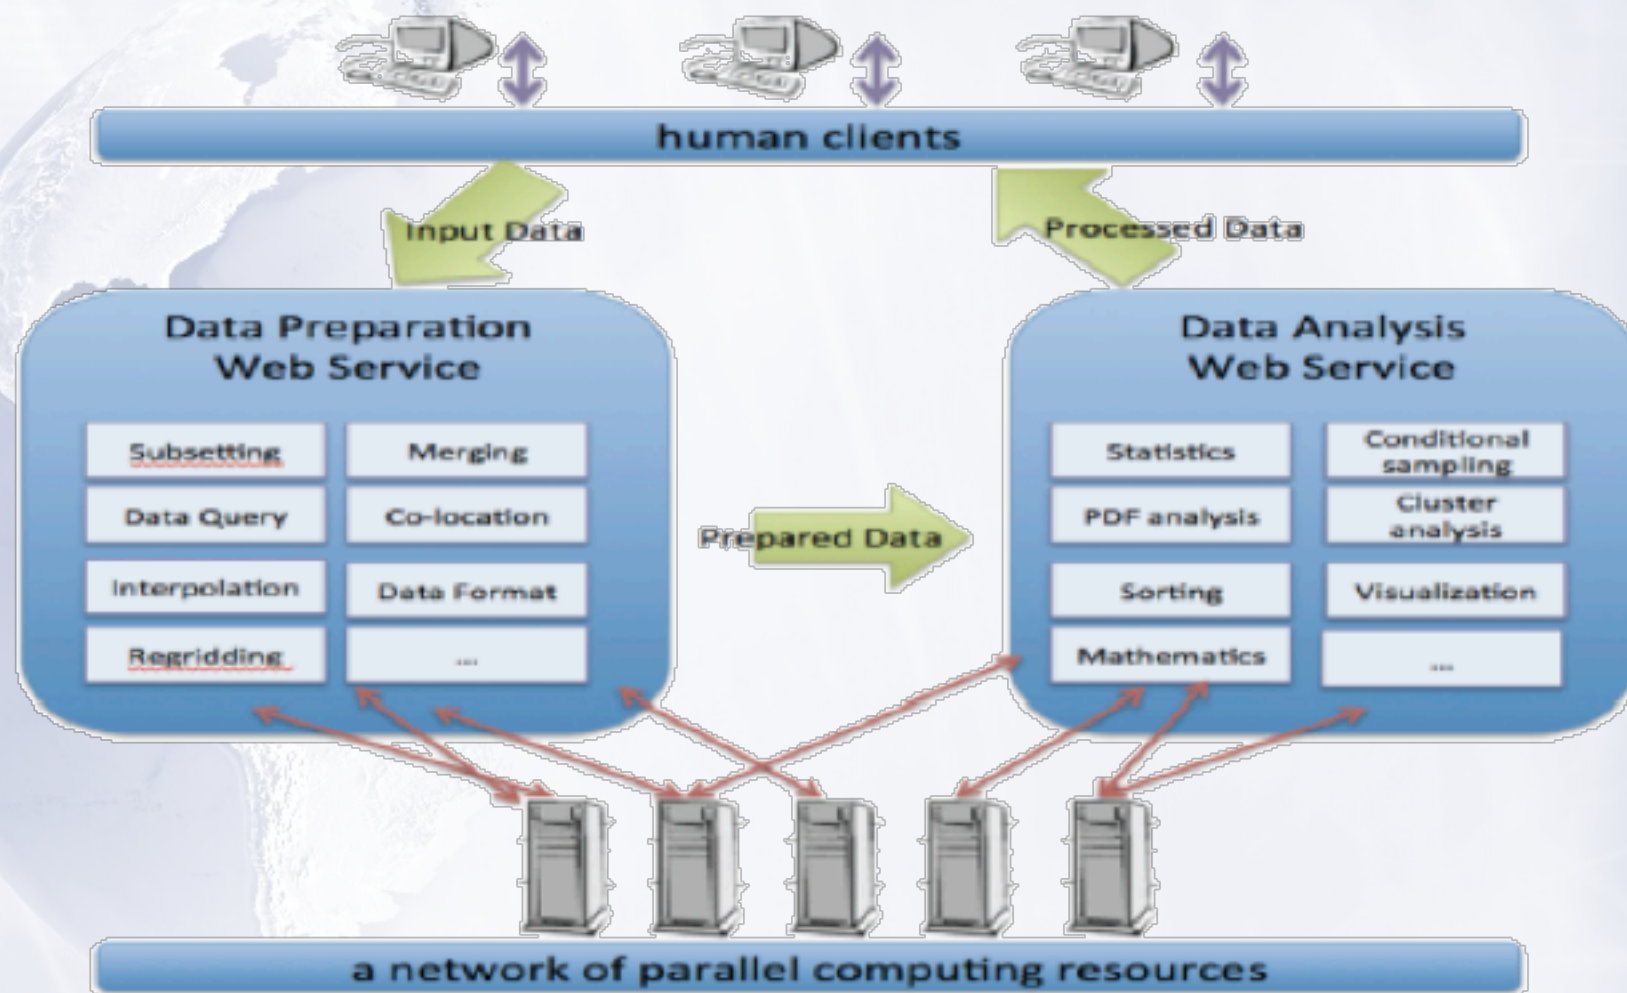 human clients
Input Data
Processed Data
Data Preparation
Web Service
Subsetting
Merging
Data Query
Co-location
Interpolation
Data Format
Regridding
...
Prepared Data
Data Analysis
Web Service
Statistics
Conditional
sampling
PDF analysis
Cluster
analysis
Sorting
Visualization
Mathematics
...
a network of parallel computing resources